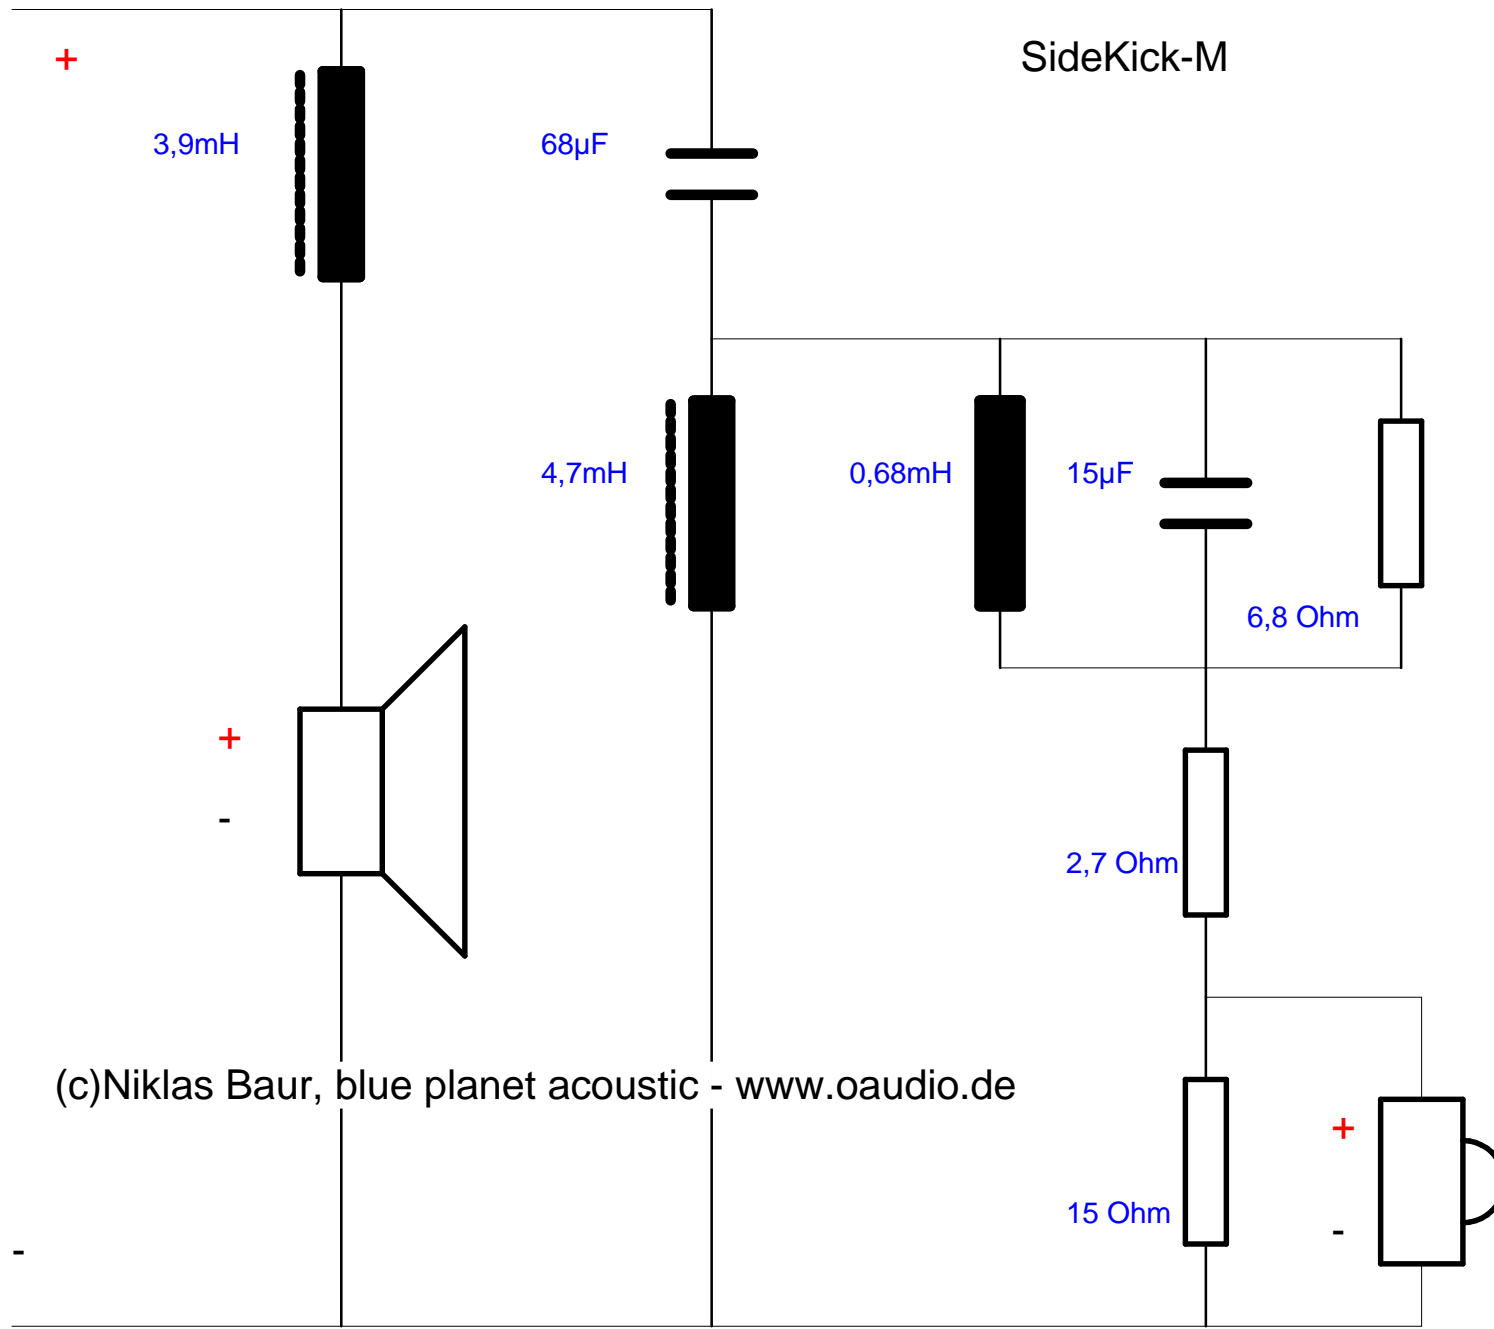 +
SideKick-M
3,9mH
68µF
4,7mH
0,68mH
15µF
6,8 Ohm
+
-
2,7 Ohm
(c)Niklas Baur, blue planet acoustic - www.oaudio.de
+
15 Ohm
-
-